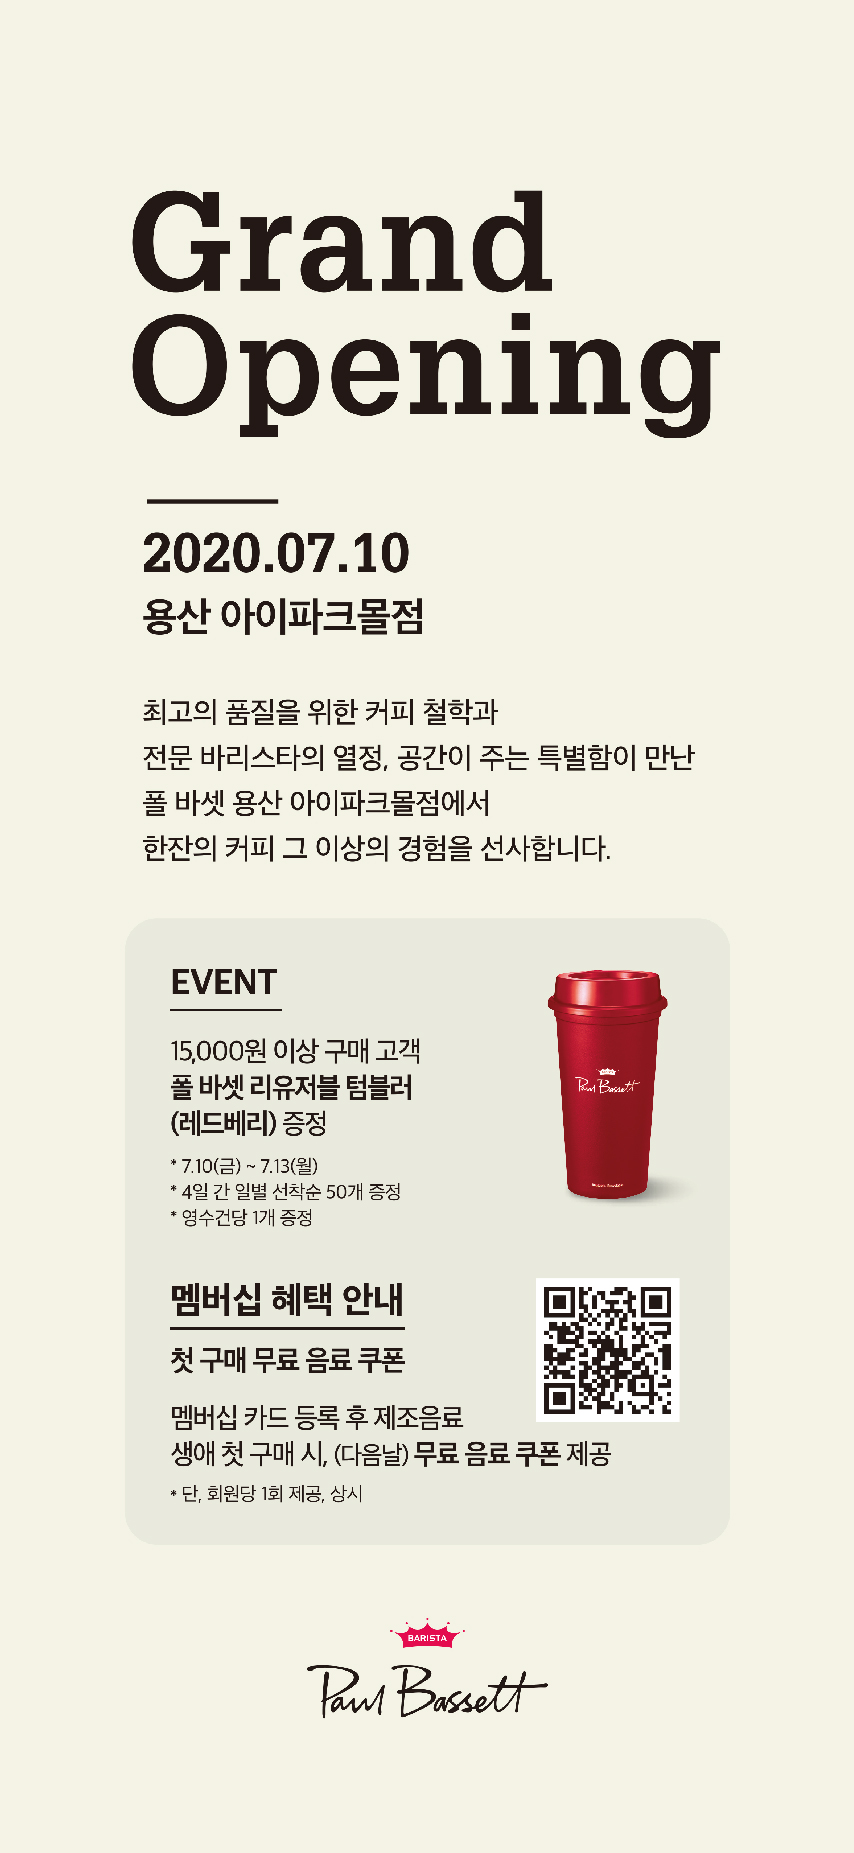 Grand
Opening
2020.07.10
용산 아이파크몰점
최고의 품질을 위한 커피 철학과
전문 바리스타의 열정, 공간이 주는 특별함이 만난
폴 바셋 용산 아이파크몰점에서
한잔의 커피 그 이상의 경험을 선사합니다.
EVENT
15,000원 이상 구매 고객
폴 바셋 리유저블 텀블러
(레드베리) 증정
* 7.10(금) ~ 7.13(월)
* 4일 간 일별 선착순 50개 증정
* 영수건당 1개 증정
Paul Bassett
멤버십 혜택 안내
첫 구매 무료 음료 쿠폰
멤버십 카드 등록 후 제조음료
생애 첫 구매 시, (다음날) 무료 음료 쿠폰 제공
* 단, 회원당 1회 제공, 상시
BARISTA
Paul Bassett